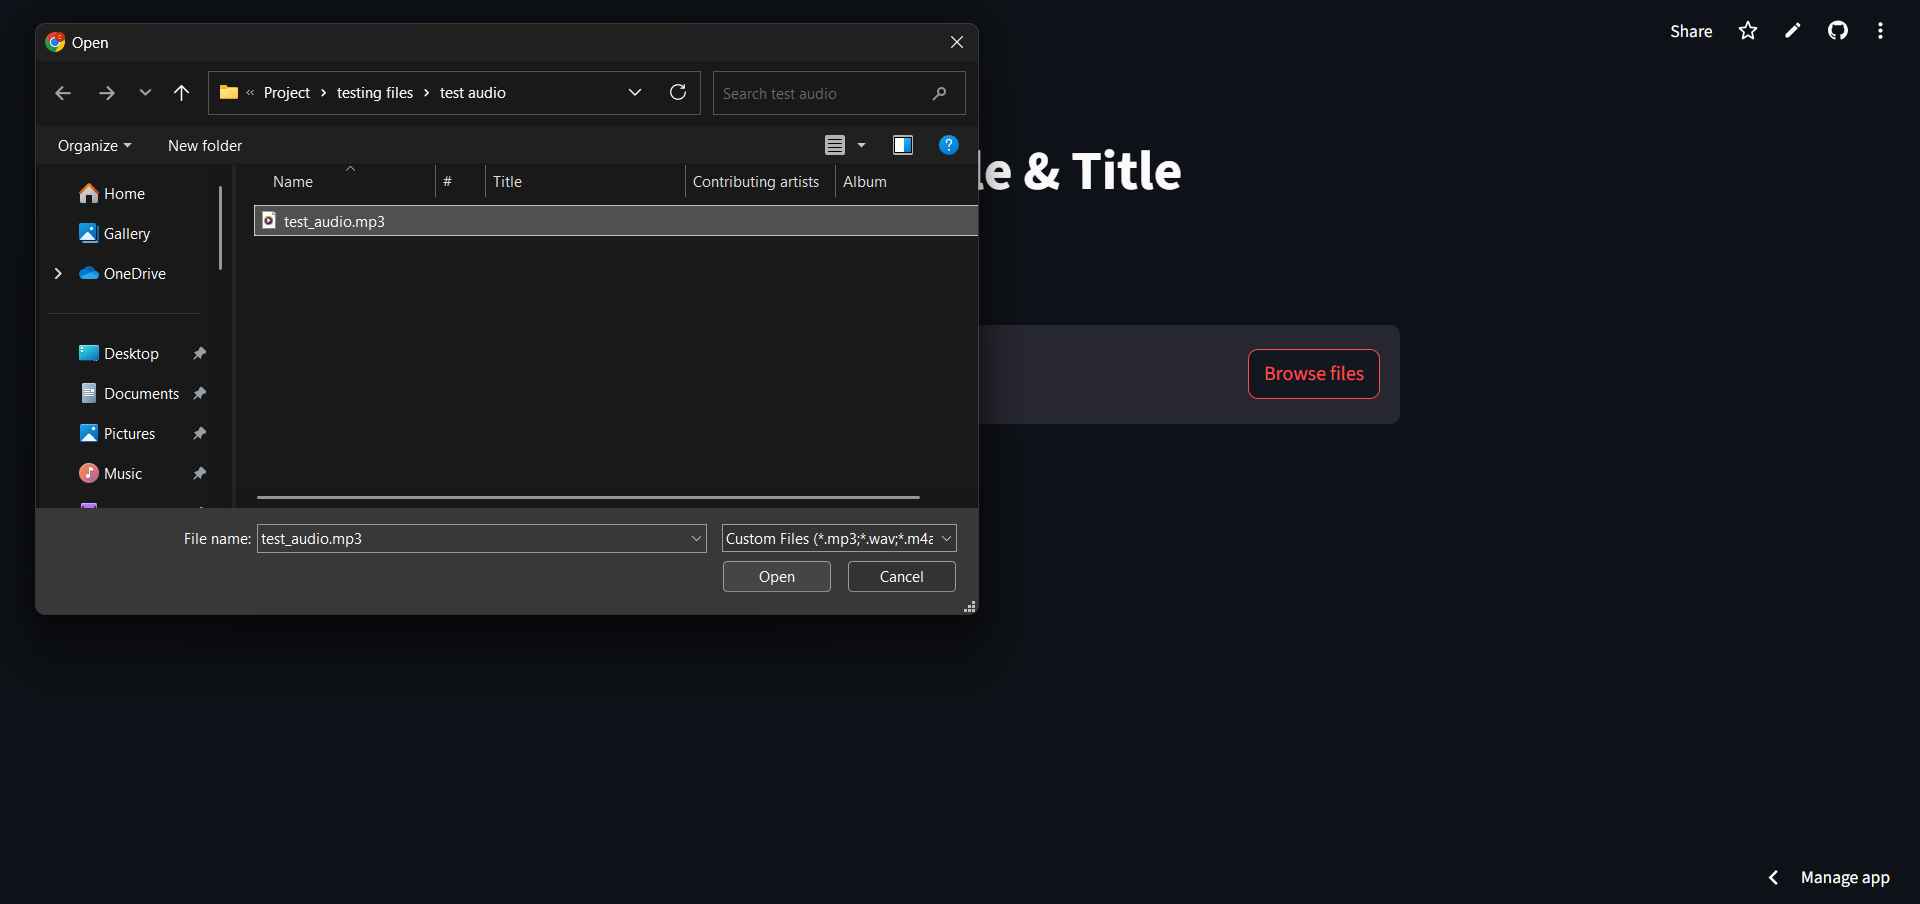 Open
Share
« Project > testing files > test audio
Search test audio
Organize
New folder
le & Title
Name
#
Title
Contributing artists
Album
Home
test_audio.mp3
Gallery
OneDrive
Desktop
Browse files
Documents
Pictures
Music
File name: test_audio.mp3
Custom Files (*.mp3;*.wav;*.m4a
Open
Cancel
Manage app